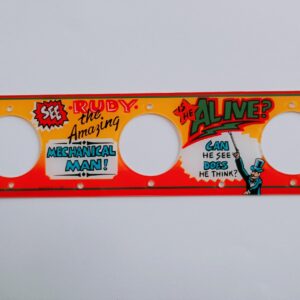 SEE
RUDY
the
Amazing
MECHANICAL
MAN!
IS HE
ALIVE?
CAN
HE SEE
DOES
HE THINK?